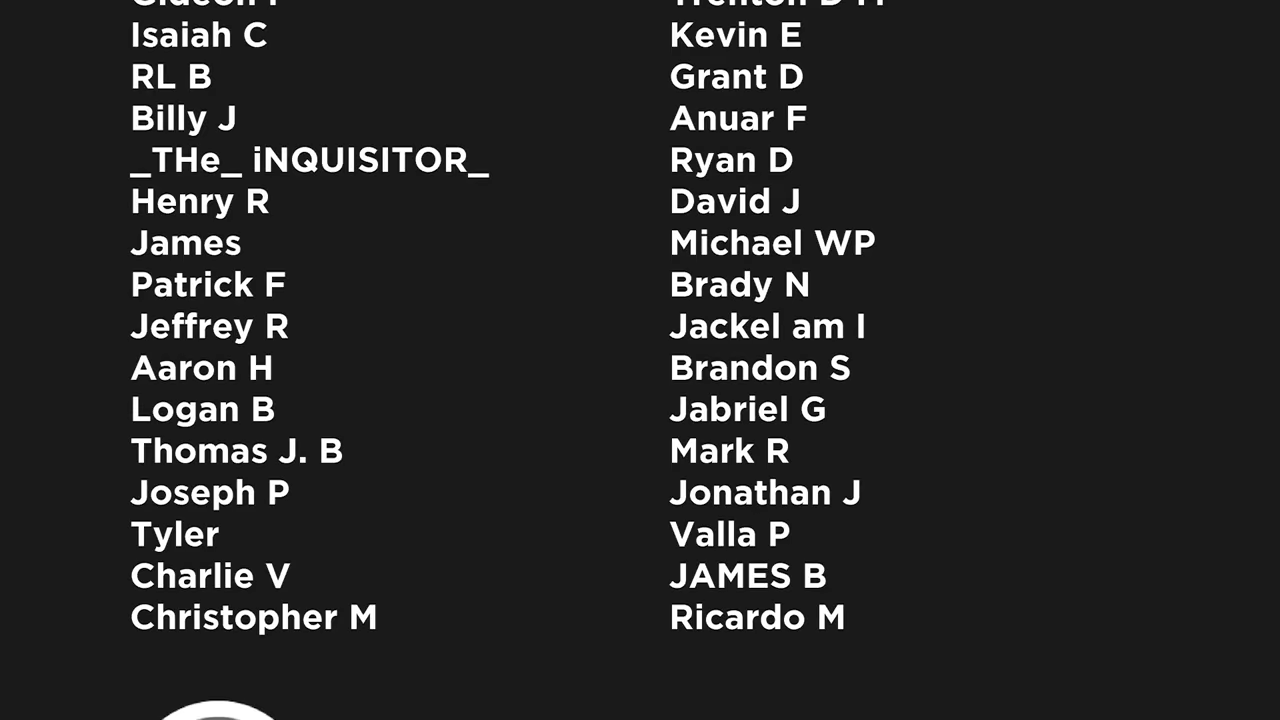 Isaiah C
RL B
Billy J
_THe_ iNQUISITOR_
Henry R
James
Patrick F
Jeffrey R
Aaron H
Logan B
Thomas J. B
Joseph P
Tyler
Charlie V
Christopher M
Kevin E
Grant D
Anuar F
Ryan D
David J
Michael WP
Brady N
Jackel am I
Brandon S
Jabriel G
Mark R
Jonathan J
Valla P
JAMES B
Ricardo M